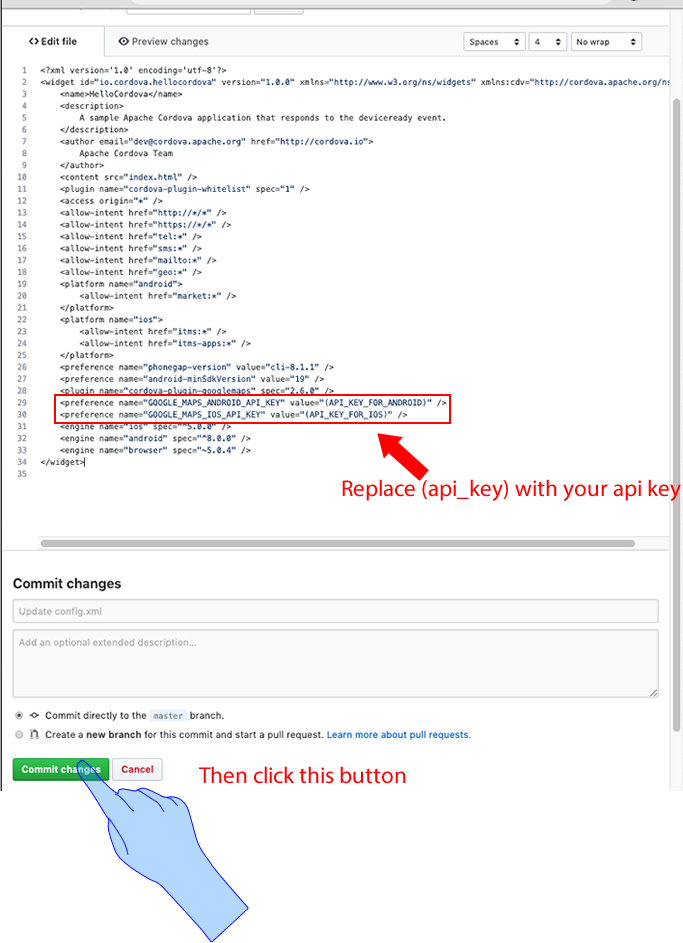 Edit file
Preview changes
Spaces
4
No wrap
1 <?xml version='1.0' encoding='utf-8'?>
2 <widget id="io.cordova.hellocordova" version="1.0.0" xmlns="http://www.w3.org/ns/widgets" xmlns:cdv="http://cordova.apache.org/ns
3 <name>HelloCordova</name>
4 <description>
5 A sample Apache Cordova application that responds to the deviceready event.
6 </description>
7 <author email="dev@cordova.apache.org" href="http://cordova.io">
8 Apache Cordova Team
9 </author>
10 <content src="index.html" />
11 <plugin name="cordova-plugin-whitelist" spec="1" />
12 <access origin="*" />
13 <allow-intent href="http://*/*" />
14 <allow-intent href="https://*/*" />
15 <allow-intent href="tel:*" />
16 <allow-intent href="sms:*" />
17 <allow-intent href="mailto:*" />
18 <allow-intent href="geo:*" />
19 <platform name="android">
20 <allow-intent href="market:*" />
21 </platform>
22 <platform name="ios">
23 <allow-intent href="itms:*" />
24 <allow-intent href="itms-apps:*" />
25 </platform>
26 <preference name="phonegap-version" value="cli-8.1.1" />
27 <preference name="android-minSdkVersion" value="19" />
28 <plugin name="cordova-plugin-googlemaps" spec="2.6.0" />
29 <preference name="GOOGLE_MAPS_ANDROID_API_KEY" value="(API_KEY_FOR_ANDROID)" />
30 <preference name="GOOGLE_MAPS_IOS_API_KEY" value="(API_KEY_FOR_IOS)" />
31 <engine name="ios" spec="^5.0.0" />
32 <engine name="android" spec="^8.0.0" />
33 <engine name="browser" spec="~5.0.4" />
34 </widget>
35
Replace (api_key) with your api key
Commit changes
Update config.xml
Add an optional extended description...
Commit directly to the master branch.
Create a new branch for this commit and start a pull request. Learn more about pull requests.
Commit changes
Cancel
Then click this button